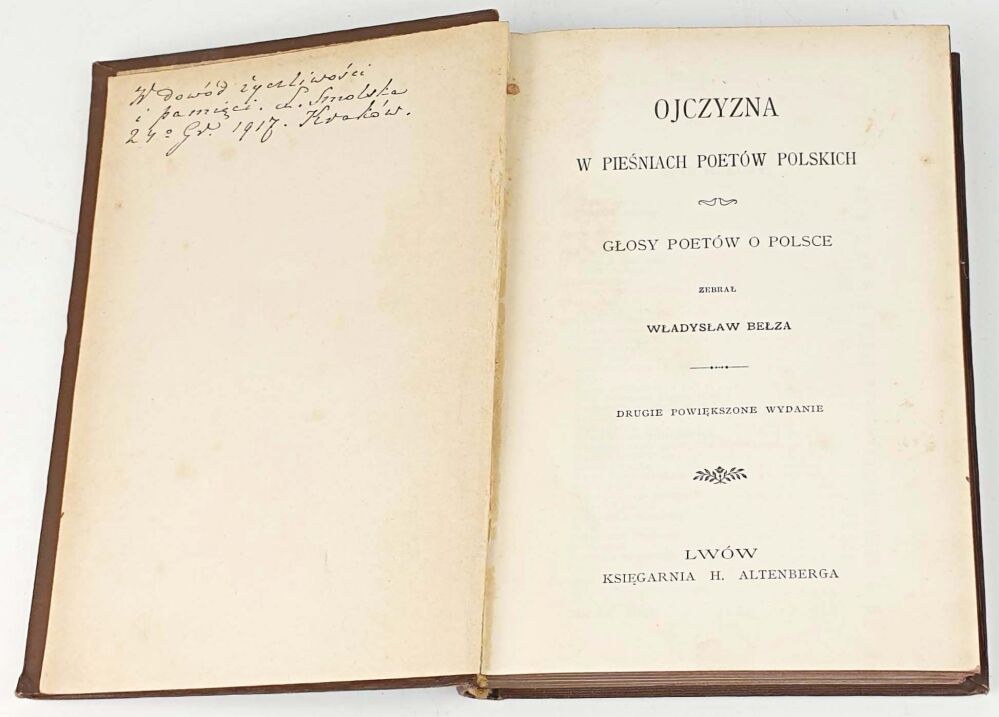 W dowód życzliwości
i pamięci. Smolska
24º Gr. 1917. Kraków.
OJCZYZNA
W PIEŚNIACH POETÓW POLSKICH
GŁOSY POETÓW O POLSCE
ZEBRAŁ
WŁADYSŁAW BEŁZA
DRUGIE POWIĘKSZONE WYDANIE
LWÓW
KSIĘGARNIA H. ALTENBERGA